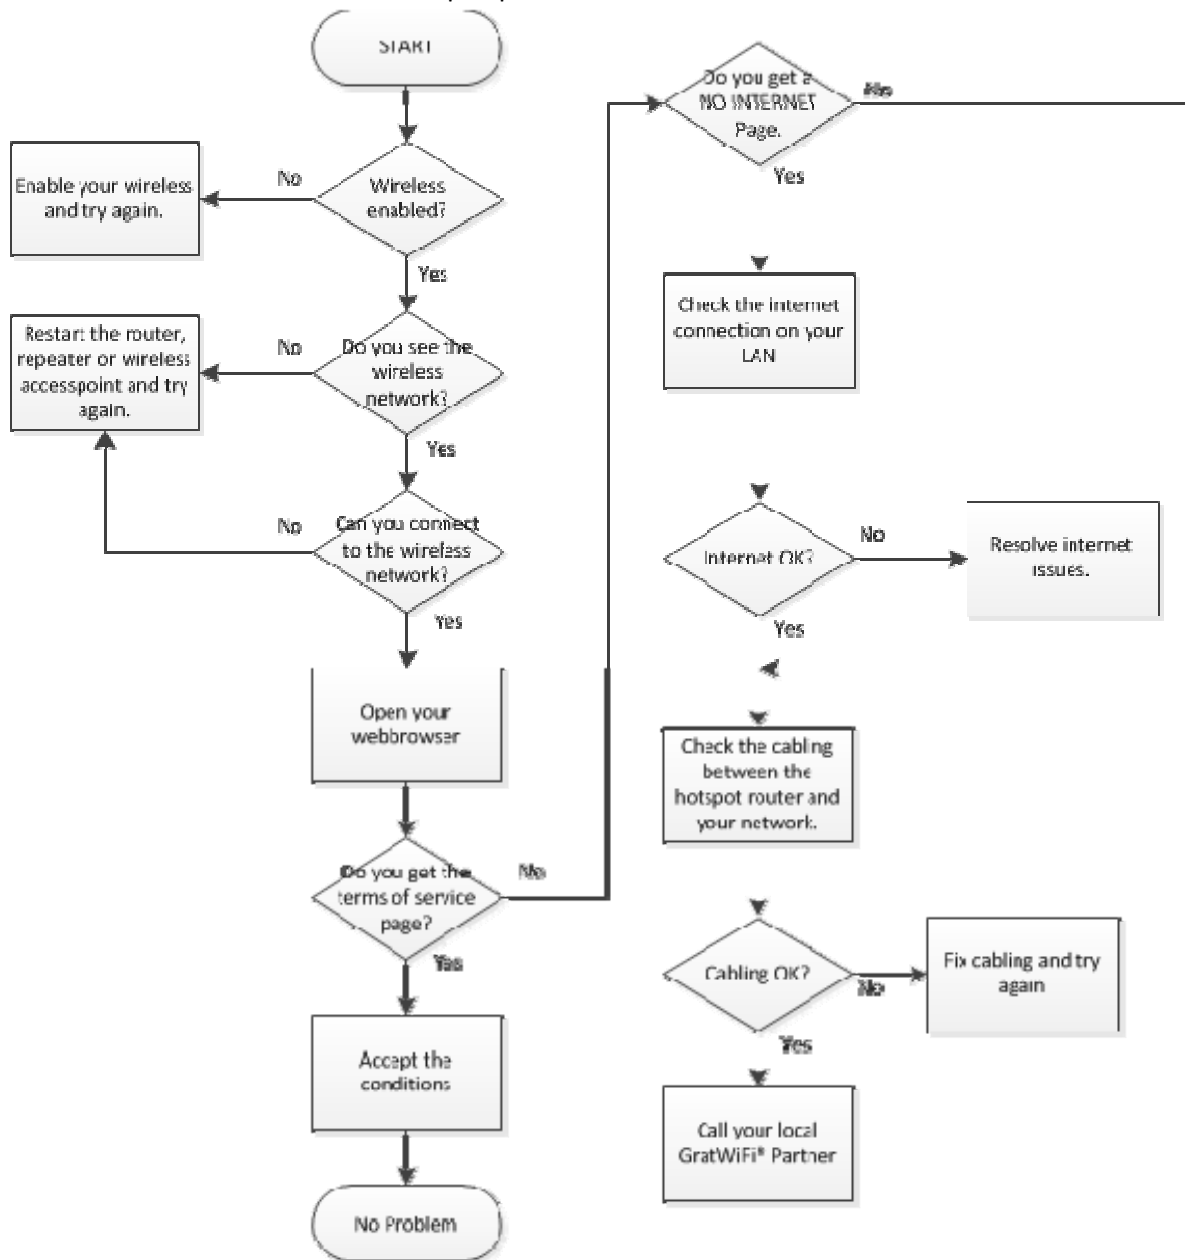 START
Wireless
enabled?
No
Enable your wireless
and try again.
Yes
Do you see the
wireless
network?
No
Restart the router,
repeater or wireless
accesspoint and try
again.
Yes
Can you connect
to the wireless
network?
No
Yes
Open your
webbrowser
Do you get the
terms of service
page?
No
Yes
Accept the
conditions
No Problem
Do you get a
NO INTERNET
Page.
No
Yes
Check the internet
connection on your
LAN
Internet OK?
No
Resolve internet
issues.
Yes
Check the cabling
between the
hotspot router and
your network.
Cabling OK?
No
Fix cabling and try
again
Yes
Call your local
GratWiFi® Partner